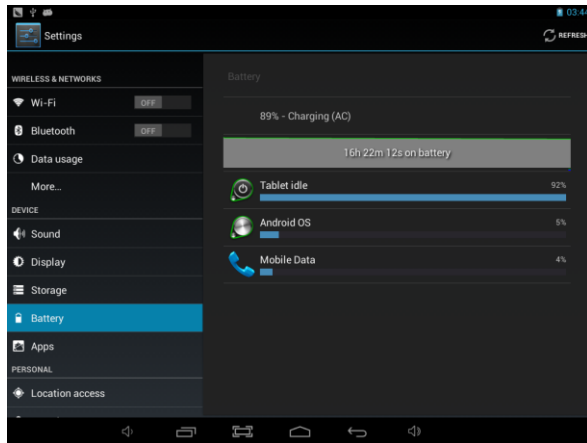 03:44
Settings
REFRESH
WIRELESS & NETWORKS
Wi-Fi OFF
Bluetooth OFF
Data usage
More...
DEVICE
Sound
Display
Storage
Battery
Apps
PERSONAL
Location access
Battery
89% - Charging (AC)
16h 22m 12s on battery
Tablet idle 92%
Android OS 5%
Mobile Data 4%